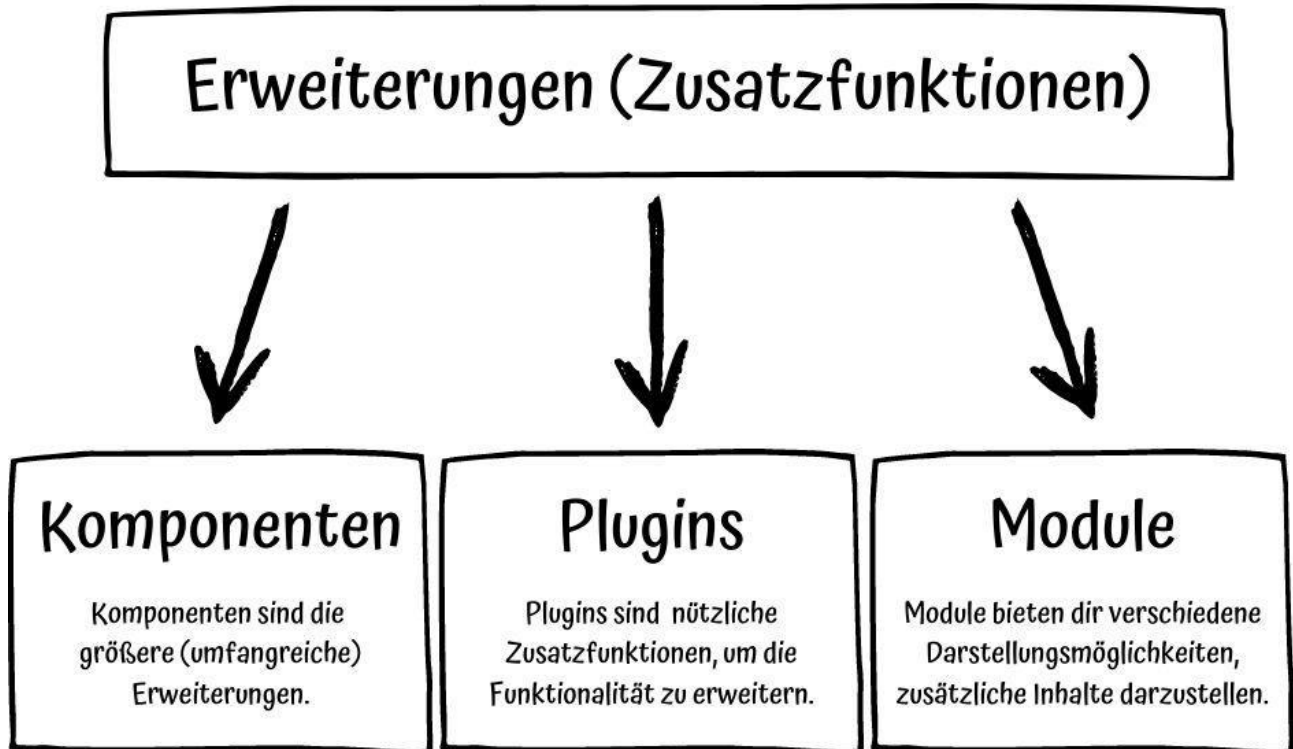 Erweiterungen (Zusatzfunktionen)
Komponenten
Komponenten sind die
größere (umfangreiche)
Erweiterungen.
Plugins
Plugins sind nützliche
Zusatzfunktionen, um die
Funktionalität zu erweitern.
Module
Module bieten dir verschiedene
Darstellungsmöglichkeiten,
zusätzliche Inhalte darzustellen.